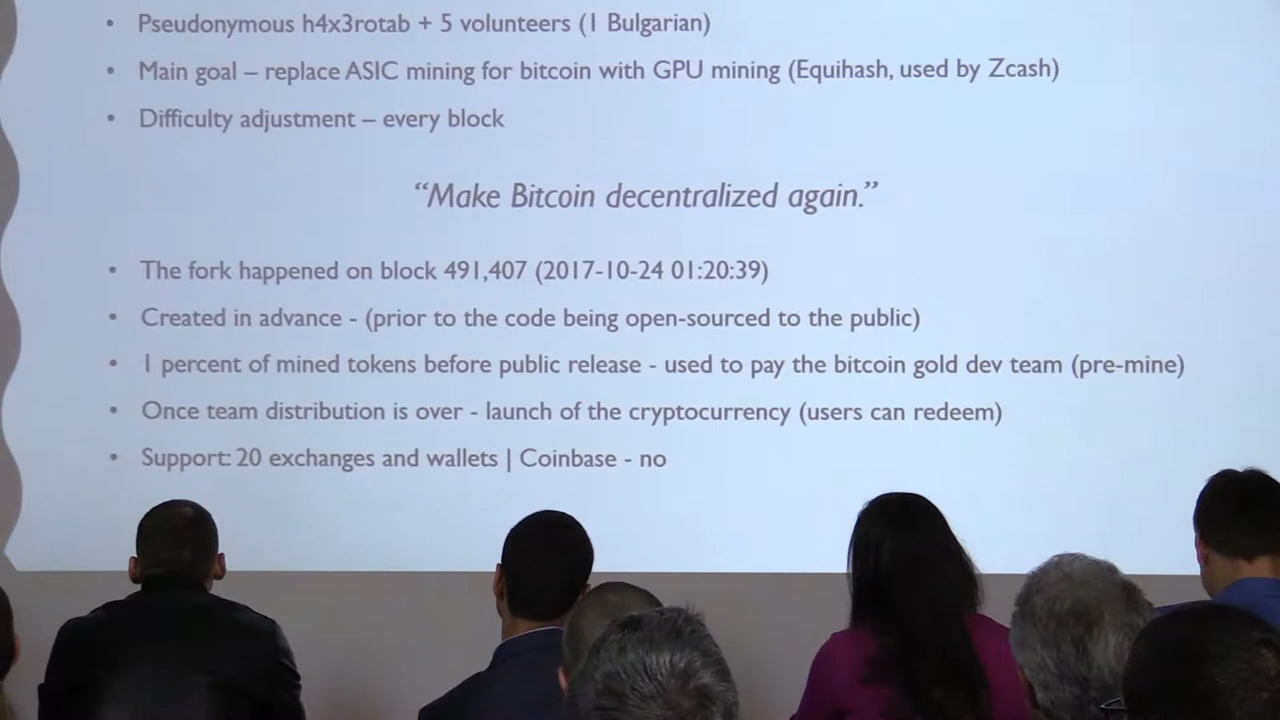 • Pseudonymous h4x3rotab + 5 volunteers (1 Bulgarian)
• Main goal – replace ASIC mining for bitcoin with GPU mining (Equihash, used by Zcash)
• Difficulty adjustment – every block
“Make Bitcoin decentralized again.”
• The fork happened on block 491,407 (2017-10-24 01:20:39)
• Created in advance - (prior to the code being open-sourced to the public)
• 1 percent of mined tokens before public release - used to pay the bitcoin gold dev team (pre-mine)
• Once team distribution is over - launch of the cryptocurrency (users can redeem)
• Support: 20 exchanges and wallets | Coinbase - no